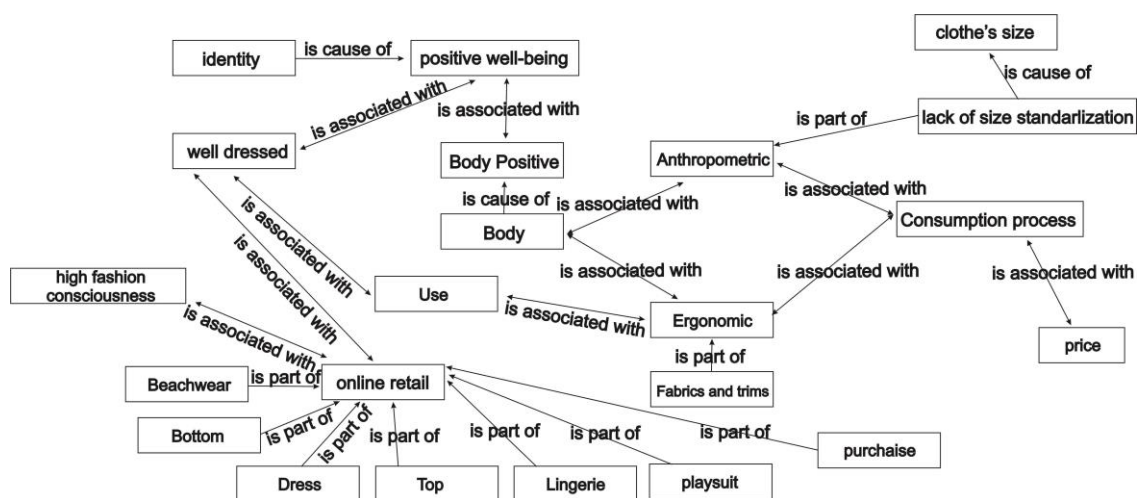 clothe's size
identity
is cause of
positive well-being
is cause of
is associated with
is associated with
is part of
lack of size standarlization
well dressed
Body Positive
Anthropometric
is cause of
is associated with
is associated with
Body
Consumption process
is associated with
is associated with
is associated with
is associated with
is associated with
high fashion
consciousness
Use
is associated with
is associated with
Ergonomic
price
is part of
Beachwear
is part of
online retail
Fabrics and trims
Bottom
is part of
is part of
is part of
is part of
is part of
is part of
purchaise
Dress
Top
Lingerie
playsuit